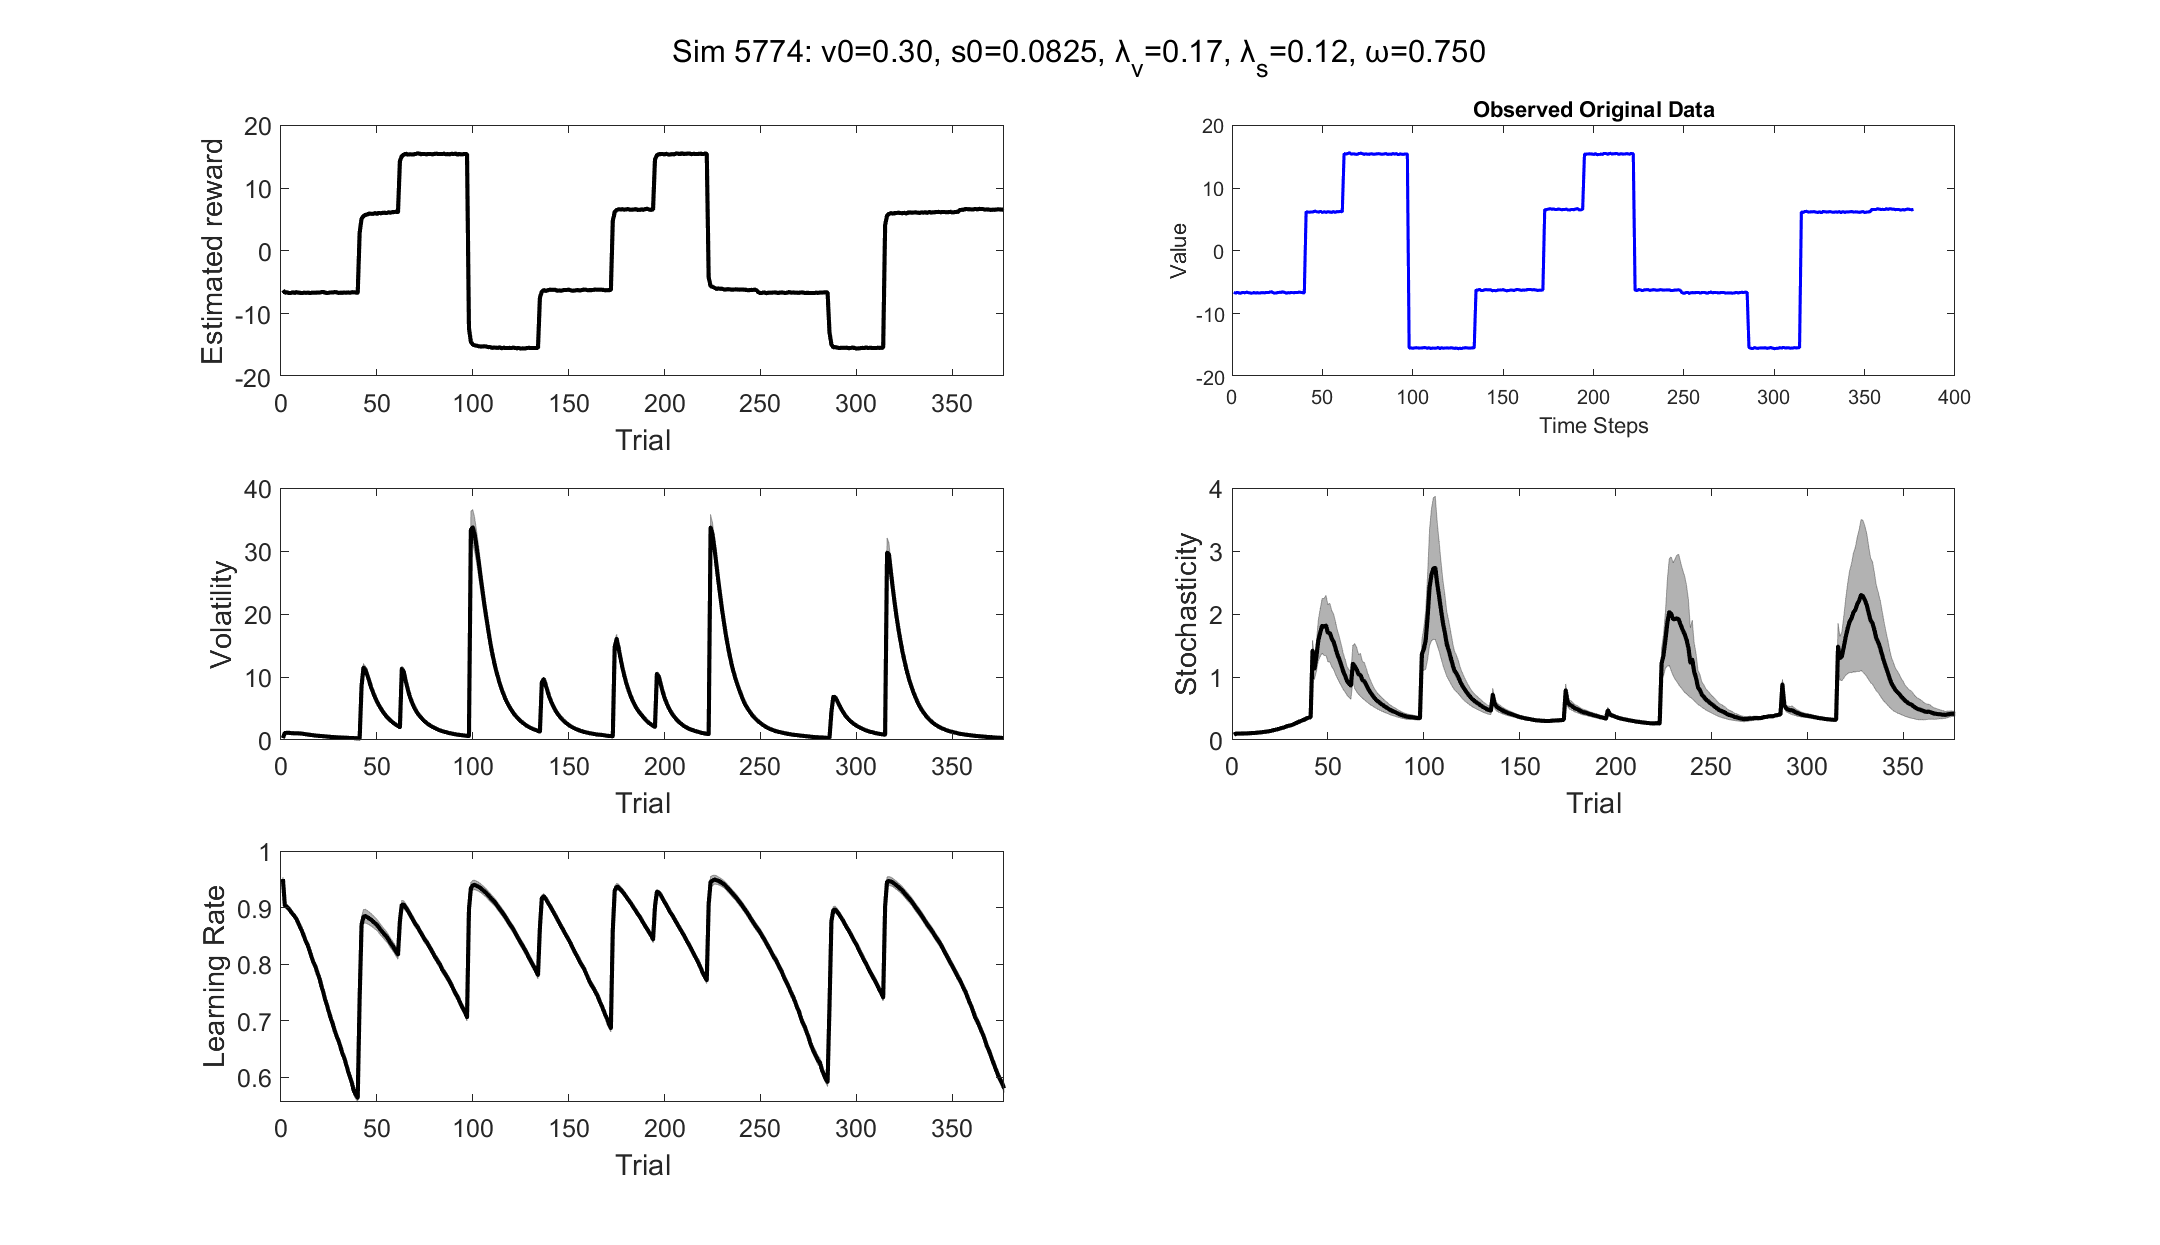 Sim 5774: v0=0.30, s0=0.0825, λ_v=0.17, λ_s=0.12, ω=0.750
20
10
0
-10
-20
Estimated reward
0 50 100 150 200 250 300 350
Trial
Observed Original Data
20
10
0
-10
-20
Value
0 50 100 150 200 250 300 350 400
Time Steps
40
30
20
10
0
Volatility
0 50 100 150 200 250 300 350
Trial
4
3
2
1
0
Stochasticity
0 50 100 150 200 250 300 350
Trial
1
0.9
0.8
0.7
0.6
Learning Rate
0 50 100 150 200 250 300 350
Trial